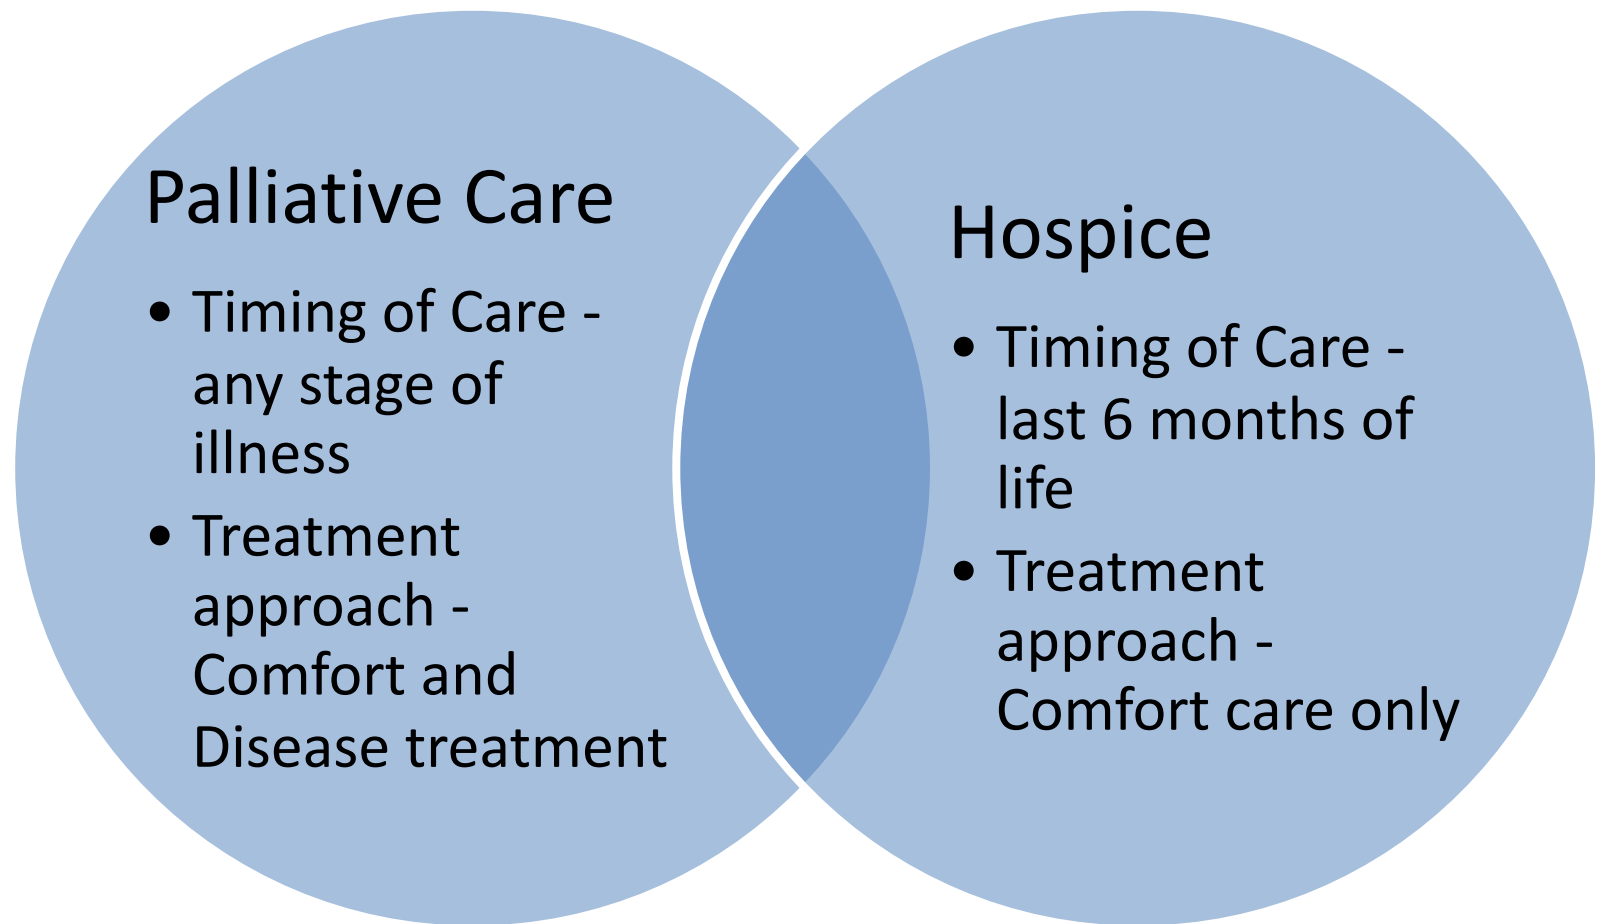 Palliative Care
• Timing of Care -
any stage of
illness
• Treatment
approach -
Comfort and
Disease treatment
Hospice
• Timing of Care -
last 6 months of
life
• Treatment
approach -
Comfort care only